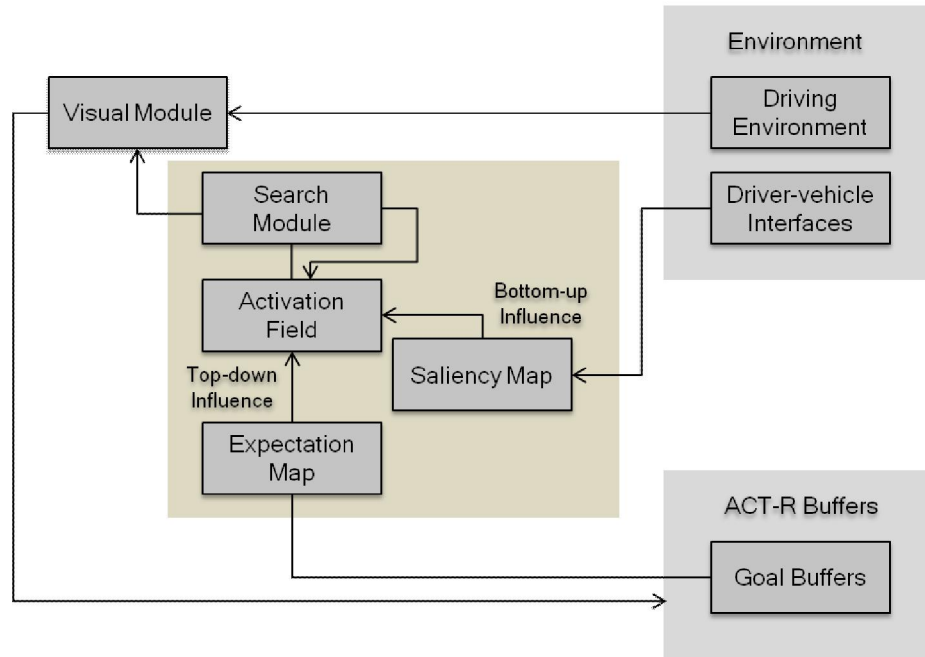 Environment
Visual Module
Driving
Environment
Search
Module
Driver-vehicle
Interfaces
Activation
Field
Bottom-up
Influence
Top-down
Influence
Saliency Map
Expectation
Map
ACT-R Buffers
Goal Buffers